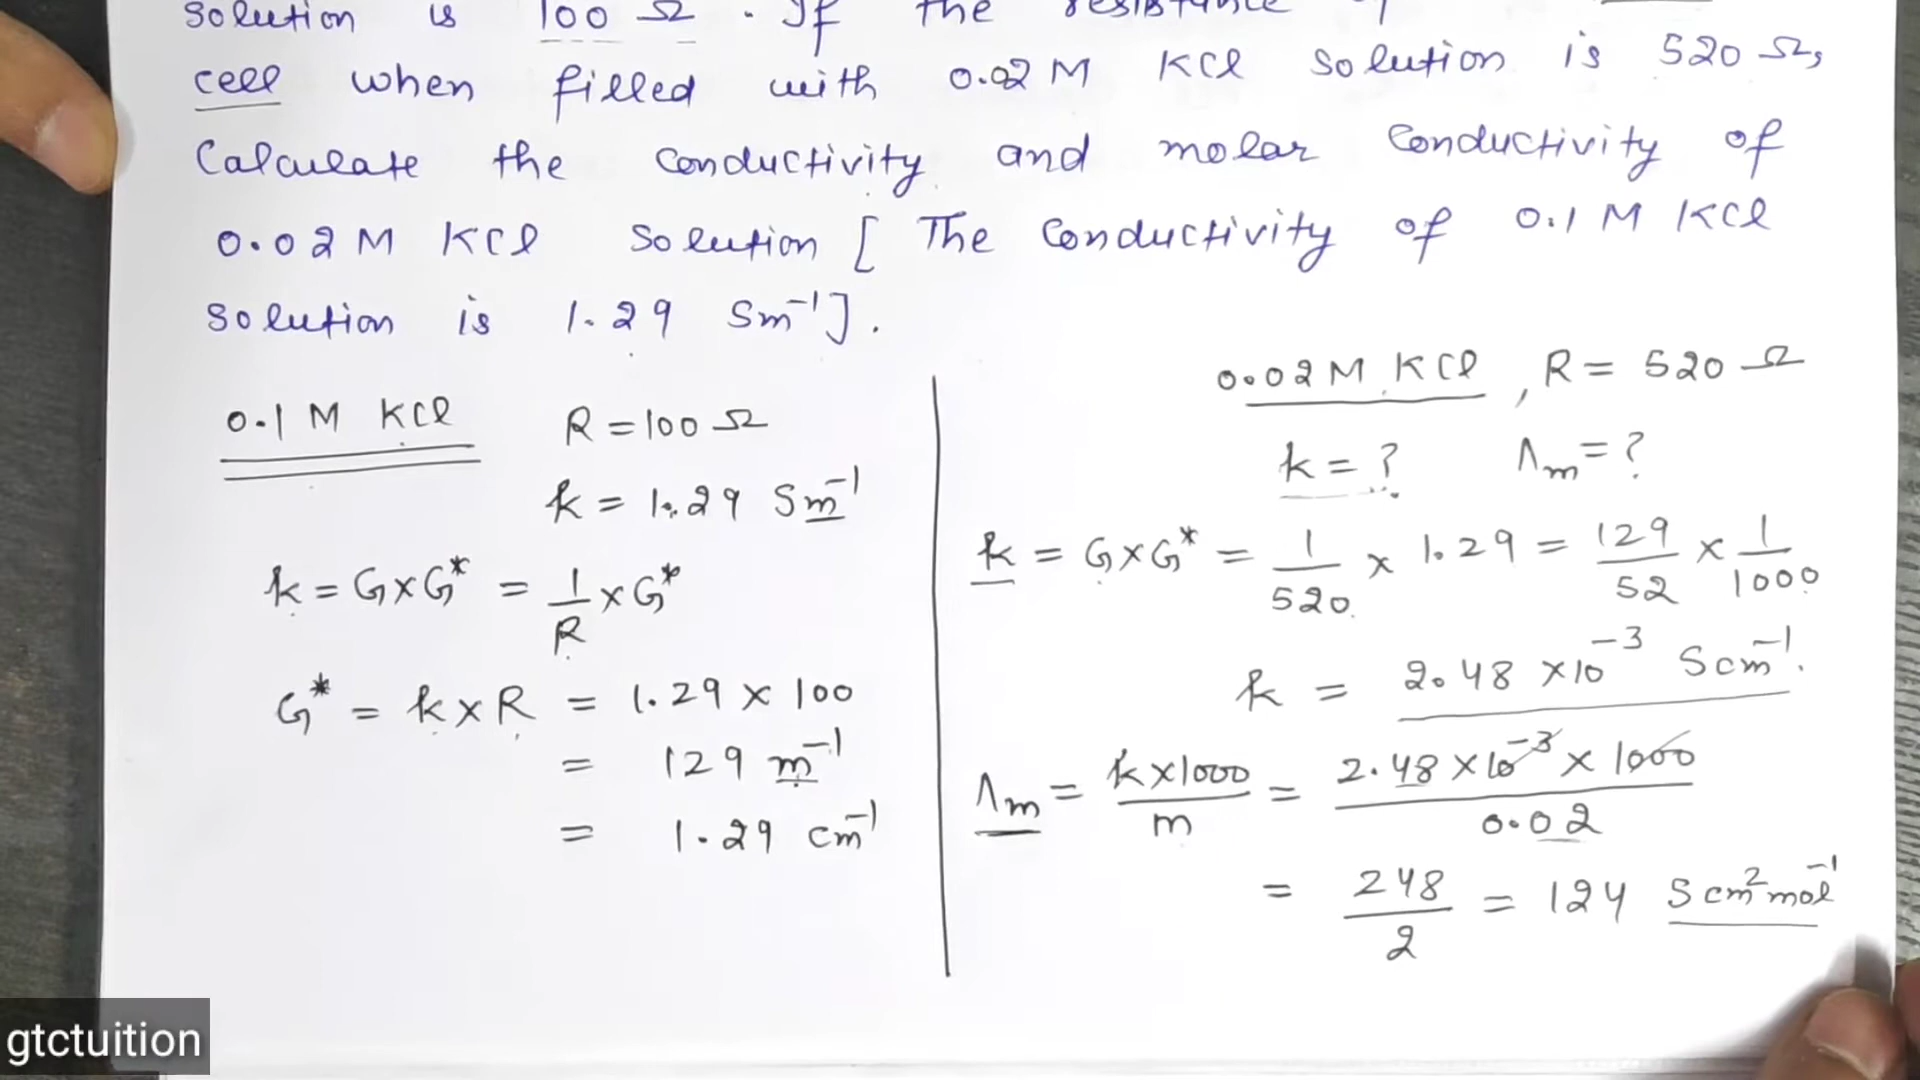 solution is 100 Ω. If the resistance
cell when filled with 0.02 M KCl solution is 520 Ω,
Calculate the conductivity and molar conductivity of
0.02 M KCl solution [ The conductivity of 0.1 M KCl
solution is 1.29 Sm⁻¹].
0.1 M KCl R = 100 Ω
k = 1.29 Sm⁻¹
k = G×G* = 1/R × G*
G* = k×R = 1.29 × 100
= 129 m⁻¹
= 1.29 cm⁻¹
0.02 M KCl, R = 520 Ω
k = ? Λm = ?
k = G×G* = 1/520 × 1.29 = 129/52 × 1/1000
k = 2.48 ×10⁻³ Scm⁻¹.
Λm = k×1000/m = 2.48 ×10⁻³ × 1000/0.02
= 248/2 = 124 S cm² mol⁻¹
gtctuition